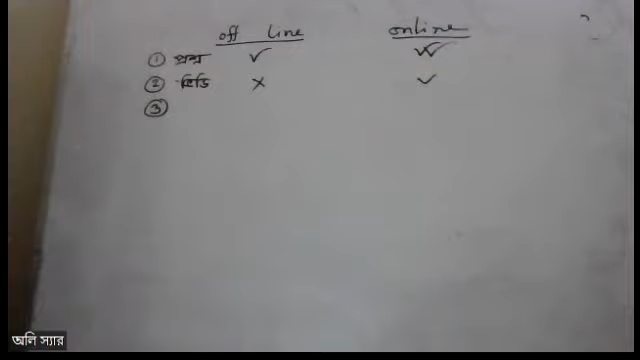 off line online
① প্রশ্ন ✓ ✓✓
② ভিডি × ✓
③
অলি স্যার